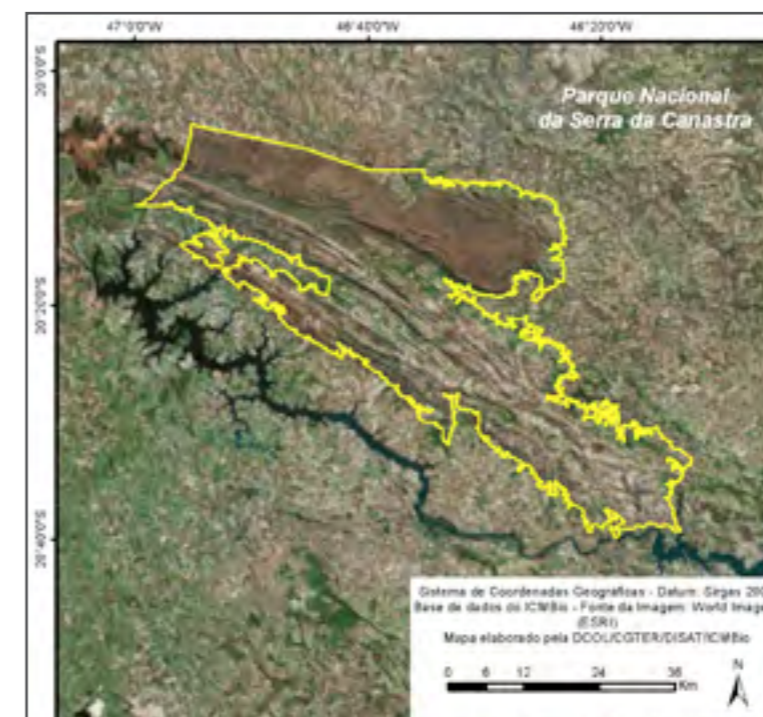 47°0'0"W 46°40'0"W 46°20'0"W
20°0'0"S
Parque Nacional
da Serra da Canastra
20°20'0"S
20°40'0"S
Sistema de Coordenadas Geográficas - Datum: Sirgas 200
Base de dados do ICMBio - Fonte da Imagem: World Image
(ESRI)
Mapa elaborado pela DCOL/CGTER/DISAT/ICMBio
N
0 6 12 24 36
Km